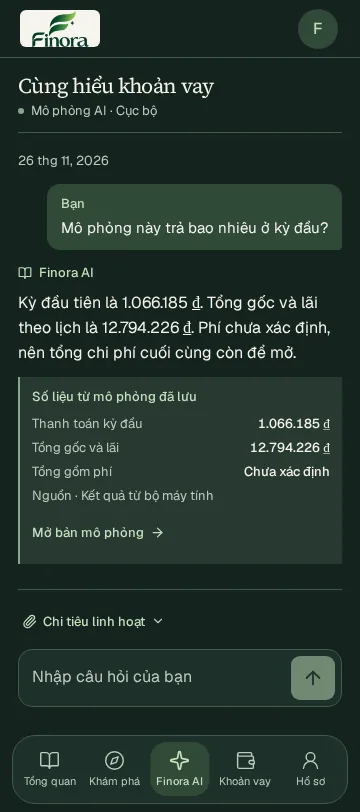 Finora
F
Cùng hiểu khoản vay
Mô phỏng AI · Cục bộ
26 thg 11, 2026
Bạn
Mô phỏng này trả bao nhiêu ở kỳ đầu?
Finora AI
Kỳ đầu tiên là 1.066.185 ₫. Tổng gốc và lãi
theo lịch là 12.794.226 ₫. Phí chưa xác định,
nên tổng chi phí cuối cùng còn để mở.
Số liệu từ mô phỏng đã lưu
Thanh toán kỳ đầu 1.066.185 ₫
Tổng gốc và lãi 12.794.226 ₫
Tổng gồm phí Chưa xác định
Nguồn · Kết quả từ bộ máy tính
Mở bản mô phỏng →
Chi tiêu linh hoạt
Nhập câu hỏi của bạn
Tổng quan Khám phá Finora AI Khoản vay Hồ sơ